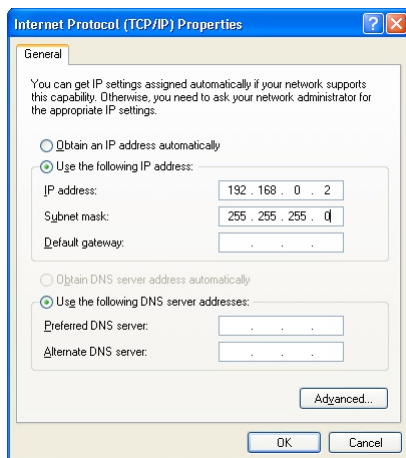 Internet Protocol (TCP/IP) Properties
General
You can get IP settings assigned automatically if your network supports
this capability. Otherwise, you need to ask your network administrator for
the appropriate IP settings.
Obtain an IP address automatically
Use the following IP address:
IP address: 192 . 168 . 0 . 2
Subnet mask: 255 . 255 . 255 . 0
Default gateway: . . .
Obtain DNS server address automatically
Use the following DNS server addresses:
Preferred DNS server: . . .
Alternate DNS server: . . .
Advanced...
OK Cancel